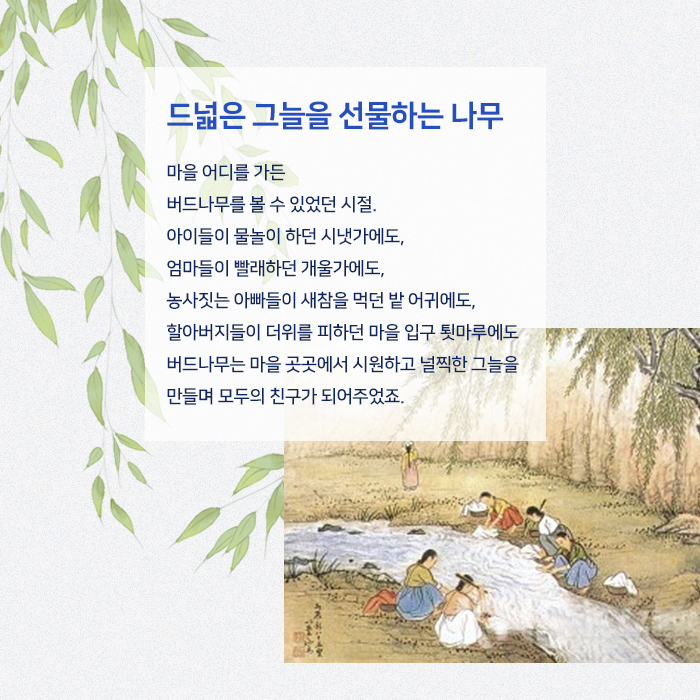 드넓은 그늘을 선물하는 나무
마을 어디를 가든
버드나무를 볼 수 있었던 시절.
아이들이 물놀이 하던 시냇가에도,
엄마들이 빨래하던 개울가에도,
농사짓는 아빠들이 새참을 먹던 밭 어귀에도,
할아버지들이 더위를 피하던 마을 입구 툇마루에도
버드나무는 마을 곳곳에서 시원하고 널찍한 그늘을
만들며 모두의 친구가 되어주었죠.